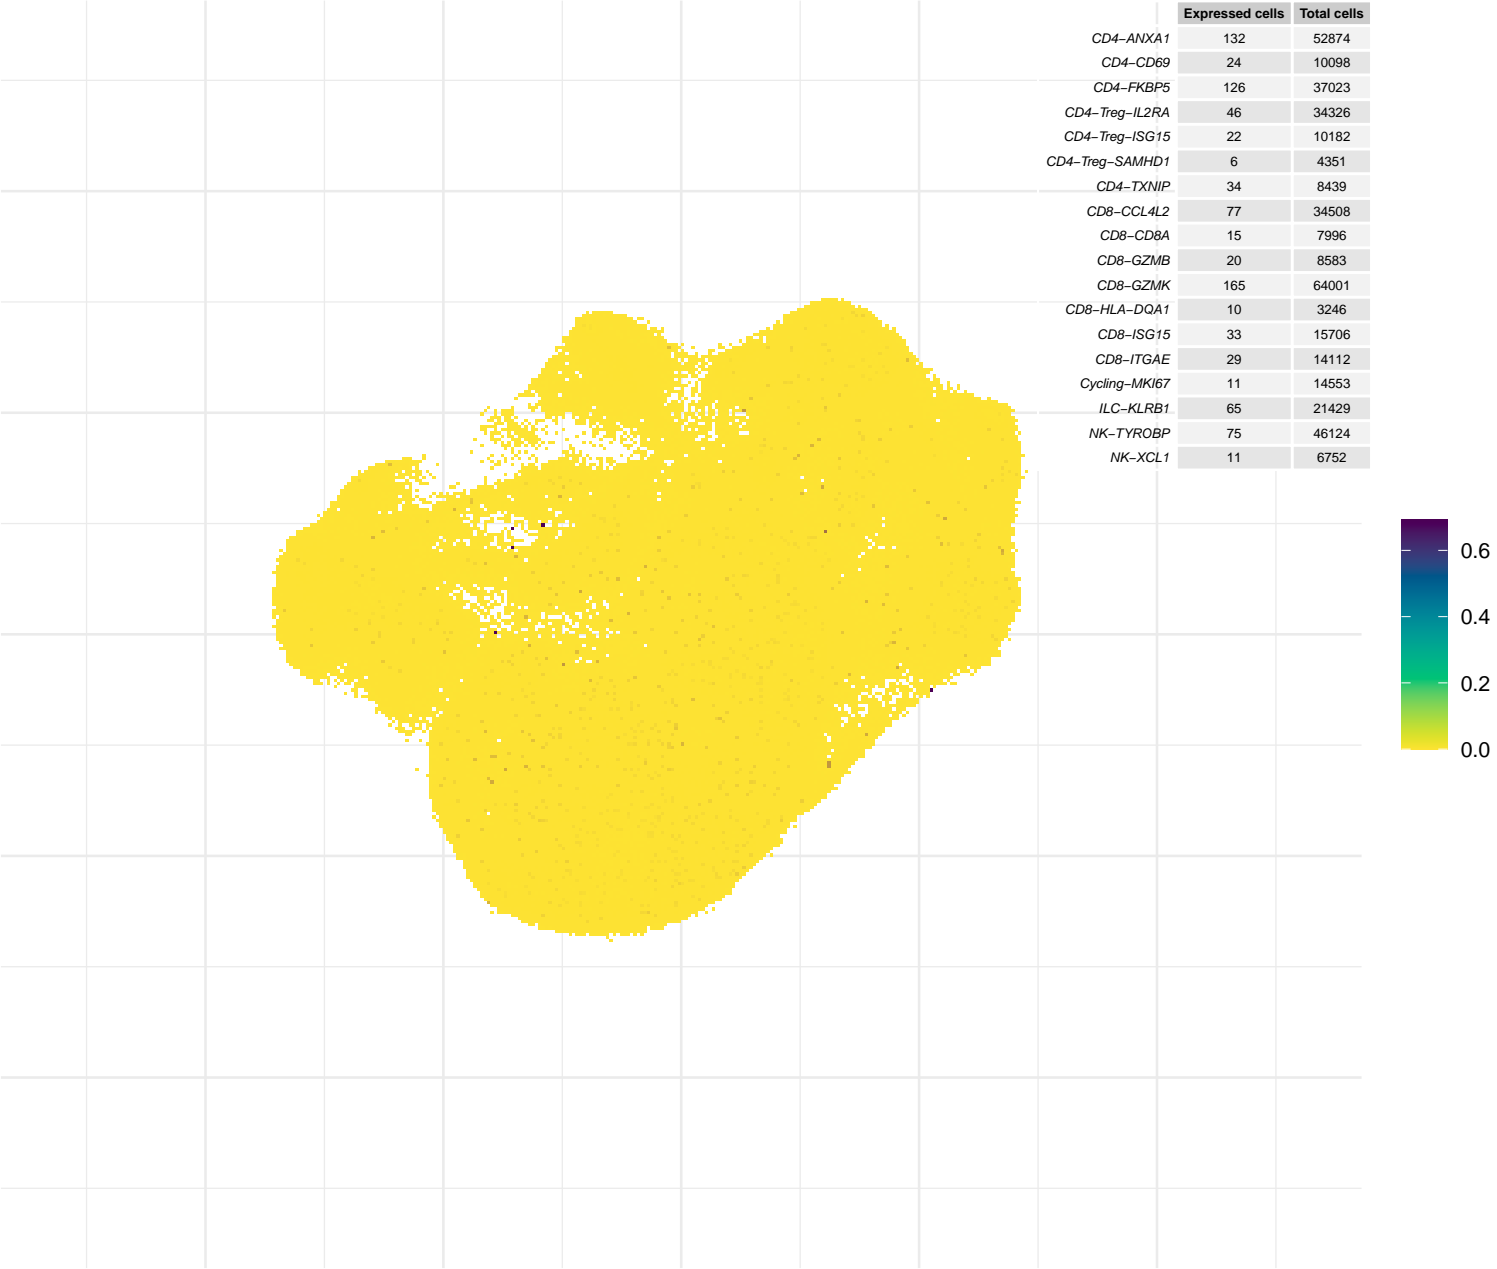 Expressed cells Total cells
CD4−ANXA1 132 52874
CD4−CD69 24 10098
CD4−FKBP5 126 37023
CD4−Treg−IL2RA 46 34326
CD4−Treg−ISG15 22 10182
CD4−Treg−SAMHD1 6 4351
CD4−TXNIP 34 8439
CD8−CCL4L2 77 34508
CD8−CD8A 15 7996
CD8−GZMB 20 8583
CD8−GZMK 165 64001
CD8−HLA−DQA1 10 3246
CD8−ISG15 33 15706
CD8−ITGAE 29 14112
Cycling−MKI67 11 14553
ILC−KLRB1 65 21429
NK−TYROBP 75 46124
NK−XCL1 11 6752
0.6
0.4
0.2
0.0